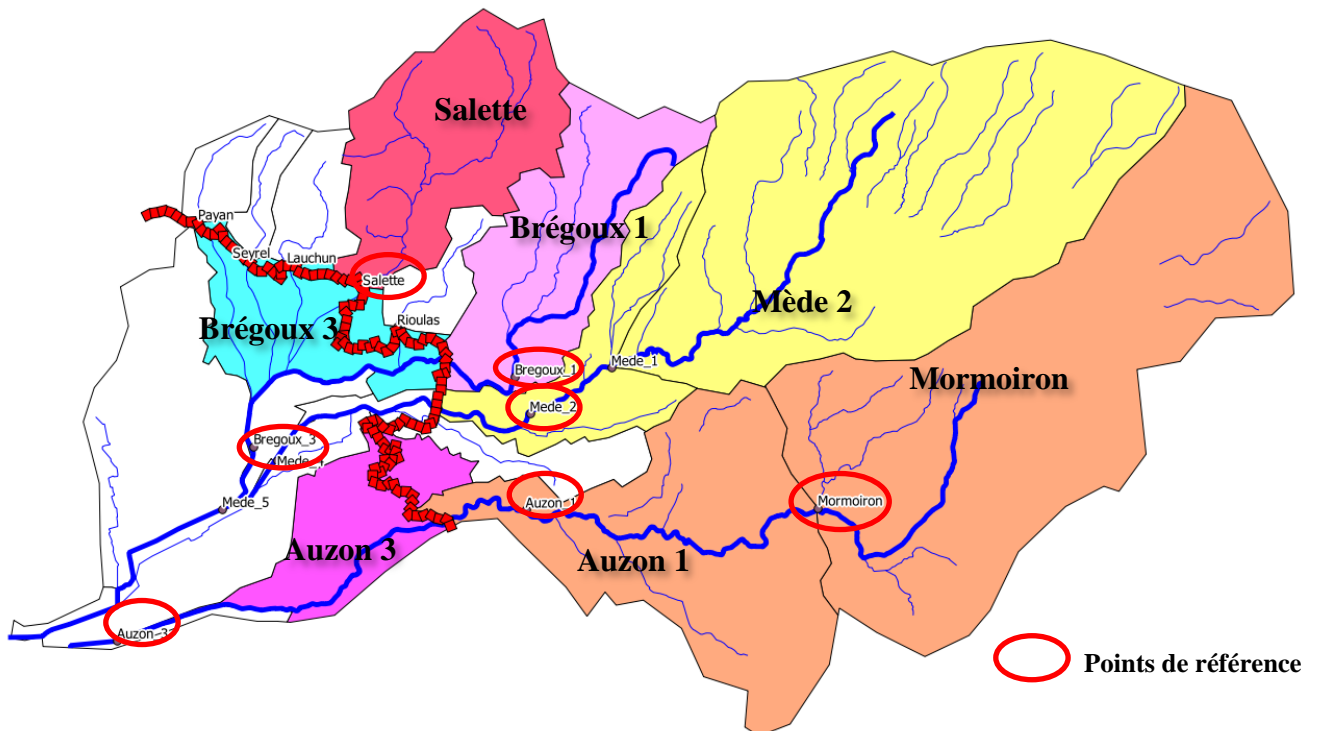 Salette
Payan
Brégoux 1
Seyrel
Lauchun
Salette
Mède 2
Brégoux 3
Rioulas
Mede_1
Bregoux_1
Mormoiron
Mede_2
Bregoux_3
Mede_5
Auzon_1
Mormoiron
Auzon 3
Auzon 1
Auzon_3
Points de référence